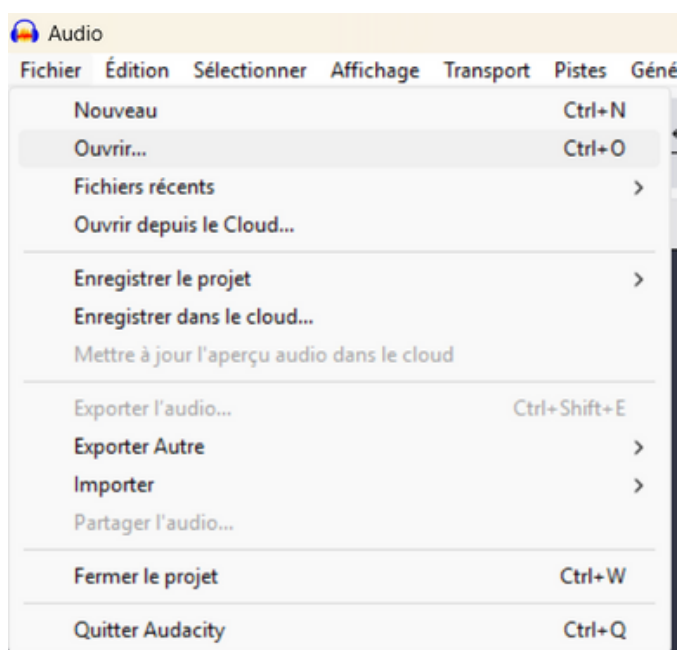 Audio
Fichier Édition Sélectionner Affichage Transport Pistes Géné
Nouveau Ctrl+N
Ouvrir... Ctrl+O
Fichiers récents
Ouvrir depuis le Cloud...
Enregistrer le projet
Enregistrer dans le cloud...
Mettre à jour l'aperçu audio dans le cloud
Exporter l'audio... Ctrl+Shift+E
Exporter Autre
Importer
Partager l'audio...
Fermer le projet Ctrl+W
Quitter Audacity Ctrl+Q